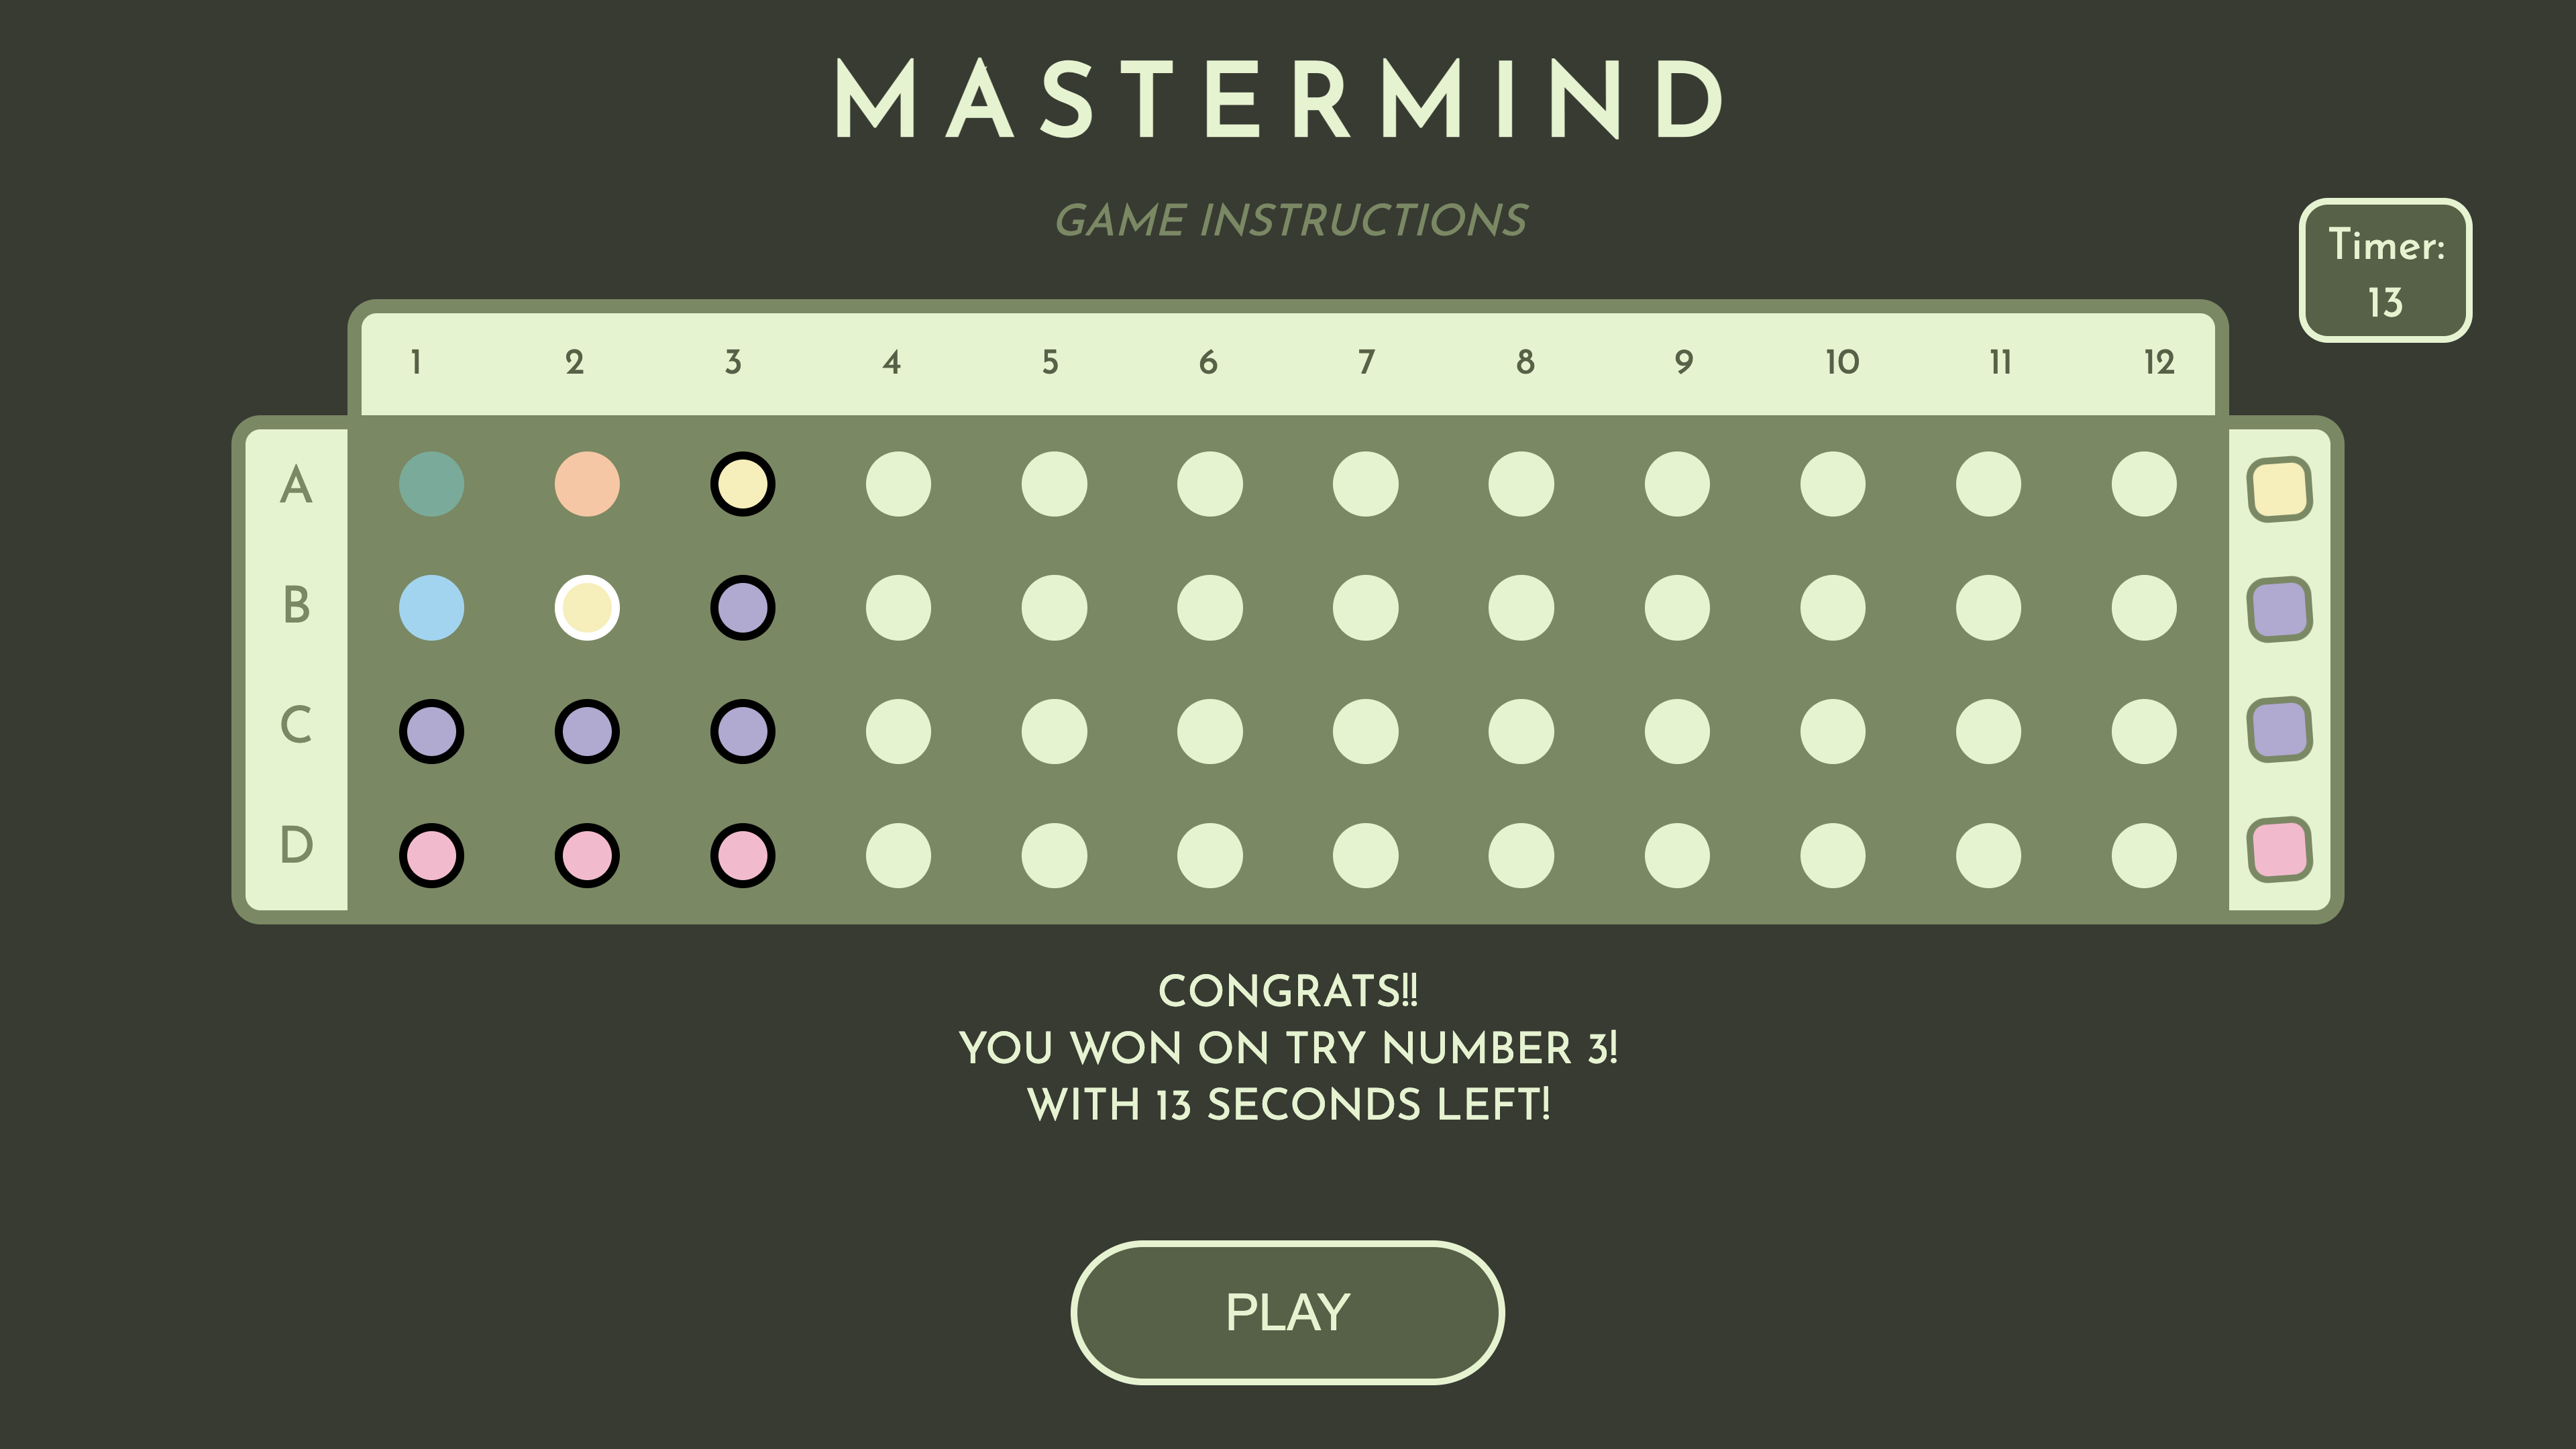 MASTERMIND
GAME INSTRUCTIONS
Timer:
13
1 2 3 4 5 6 7 8 9 10 11 12
A
B
C
D
CONGRATS!!
YOU WON ON TRY NUMBER 3!
WITH 13 SECONDS LEFT!
PLAY